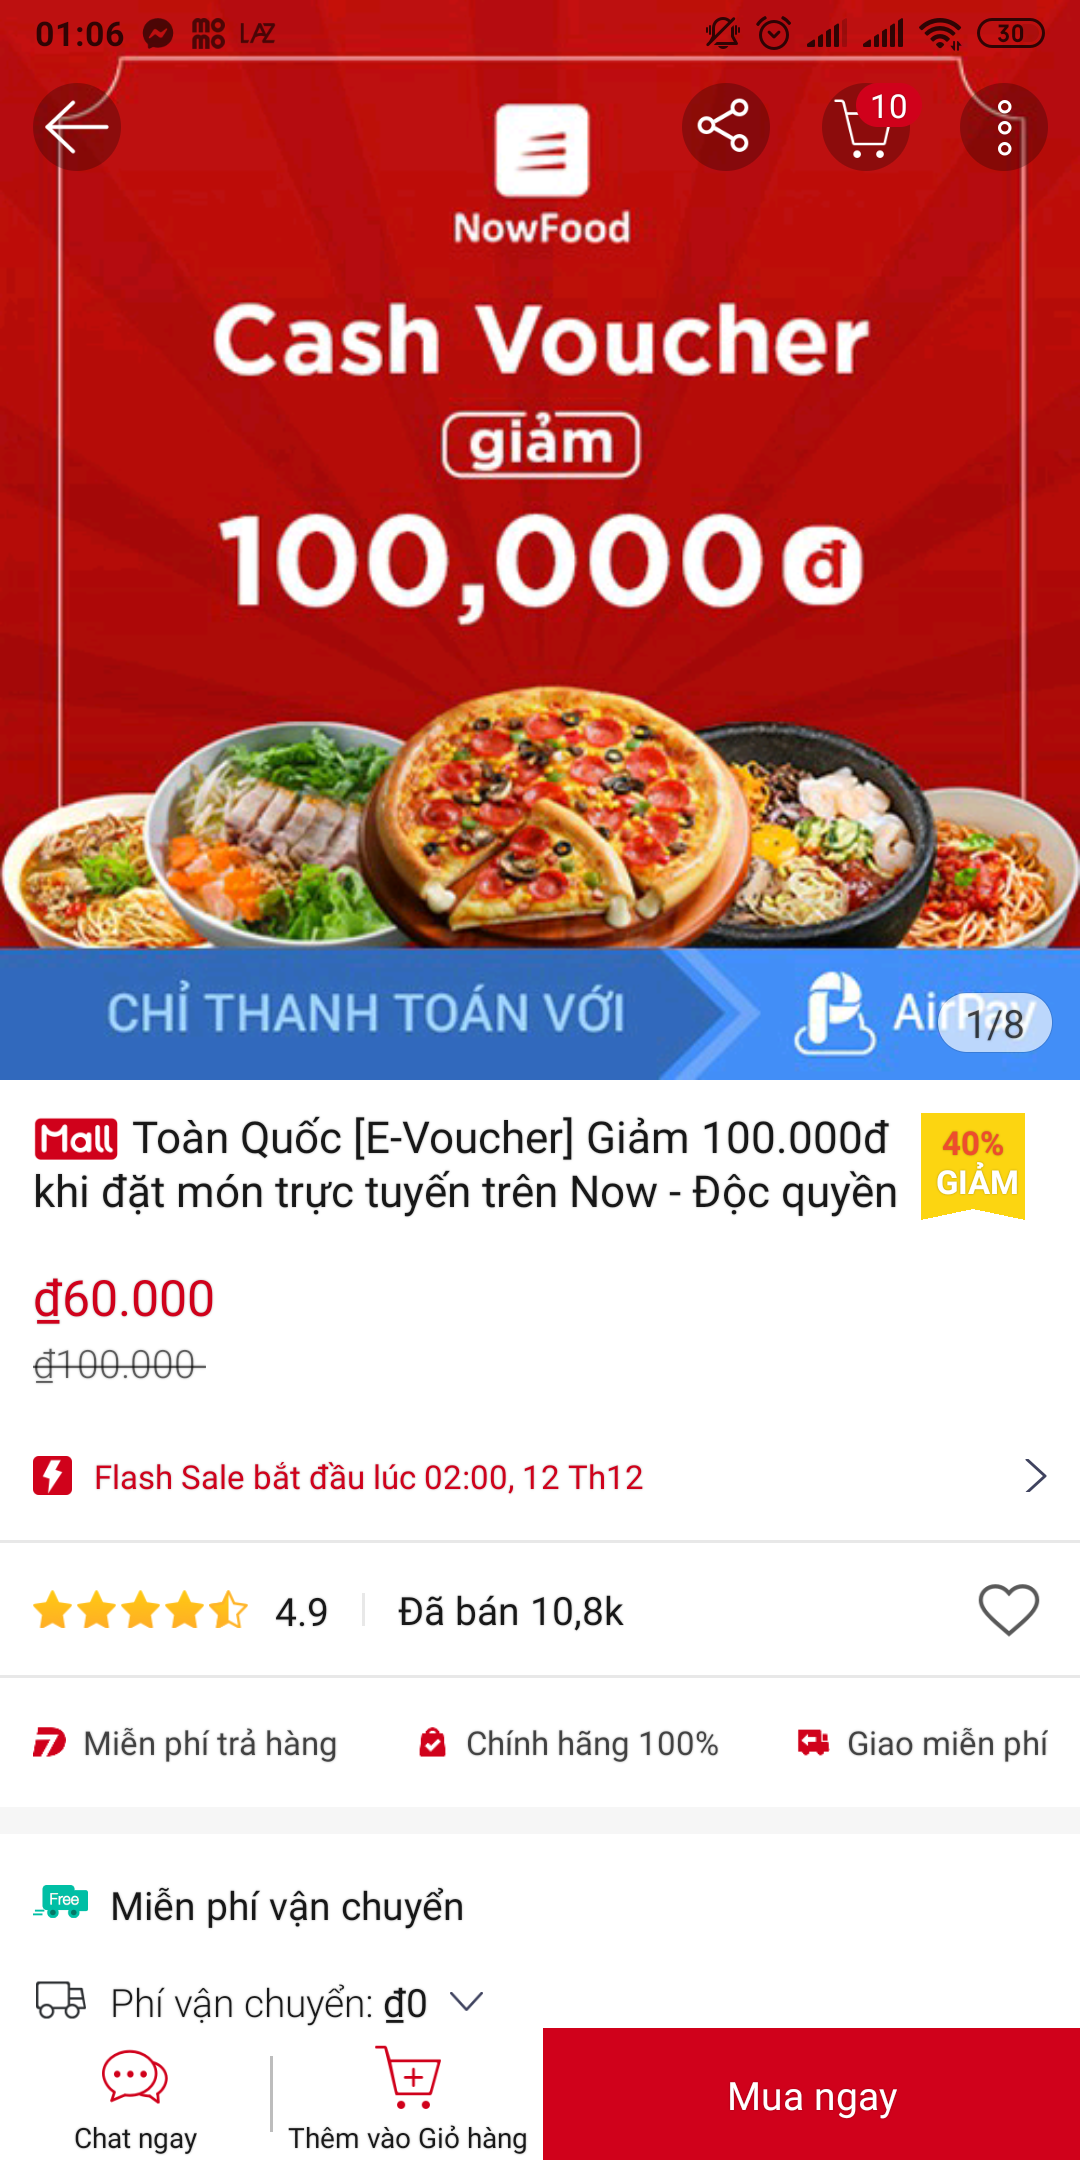 01:06 mo mo LAZ 30
10
NowFood
Cash Voucher
giảm
100,000đ
CHỈ THANH TOÁN VỚI AirPay
1/8
Mall Toàn Quốc [E-Voucher] Giảm 100.000đ
khi đặt món trực tuyến trên Now - Độc quyền
40%
GIẢM
₫60.000
₫100.000
Flash Sale bắt đầu lúc 02:00, 12 Th12
4.9 Đã bán 10,8k
Miễn phí trả hàng Chính hãng 100% Giao miễn phí
Free Miễn phí vận chuyển
Phí vận chuyển: ₫0
Chat ngay Thêm vào Giỏ hàng Mua ngay